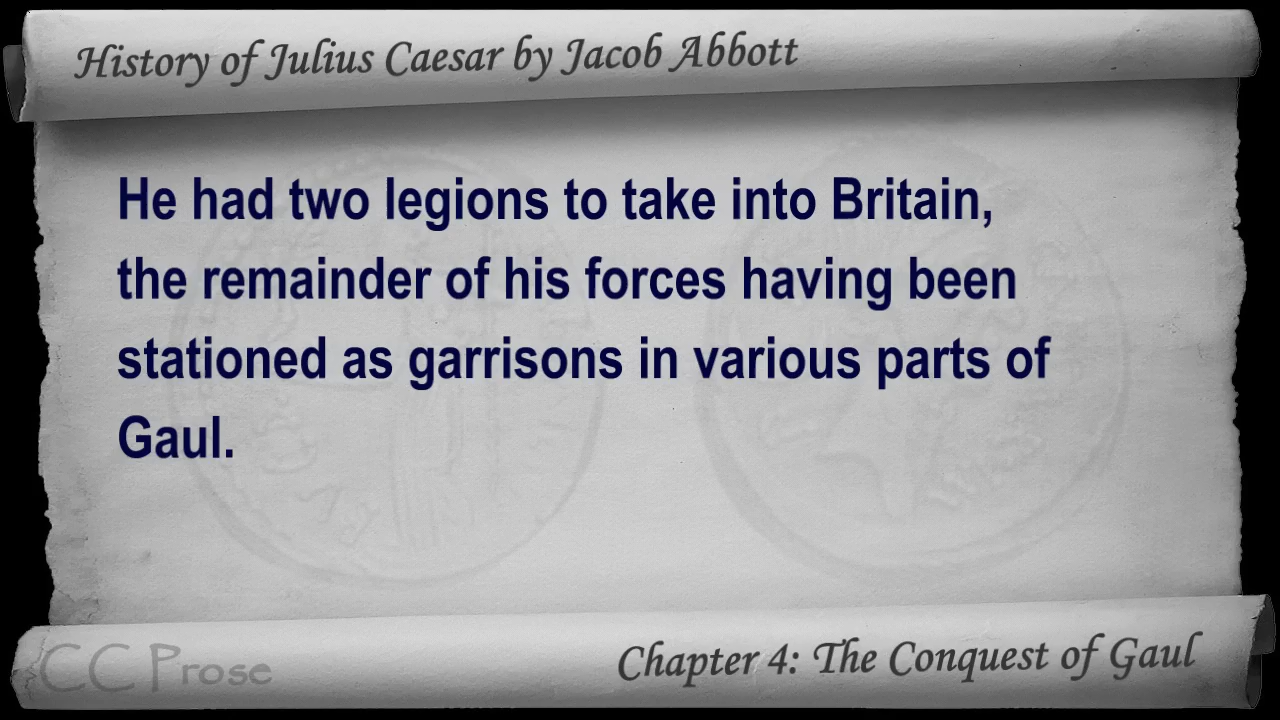 History of Julius Caesar by Jacob Abbott
He had two legions to take into Britain,
the remainder of his forces having been
stationed as garrisons in various parts of
Gaul.
CC Prose
Chapter 4: The Conquest of Gaul